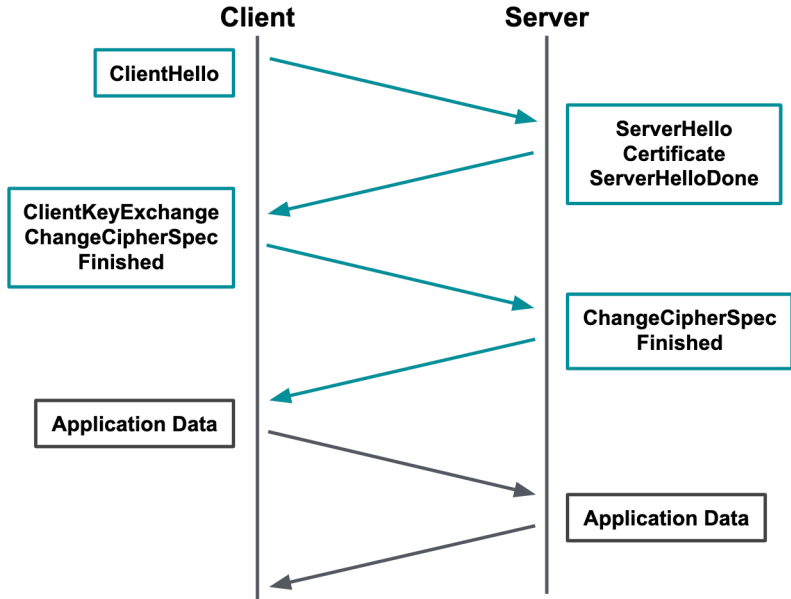 Client
Server
ClientHello
ServerHello
Certificate
ServerHelloDone
ClientKeyExchange
ChangeCipherSpec
Finished
ChangeCipherSpec
Finished
Application Data
Application Data